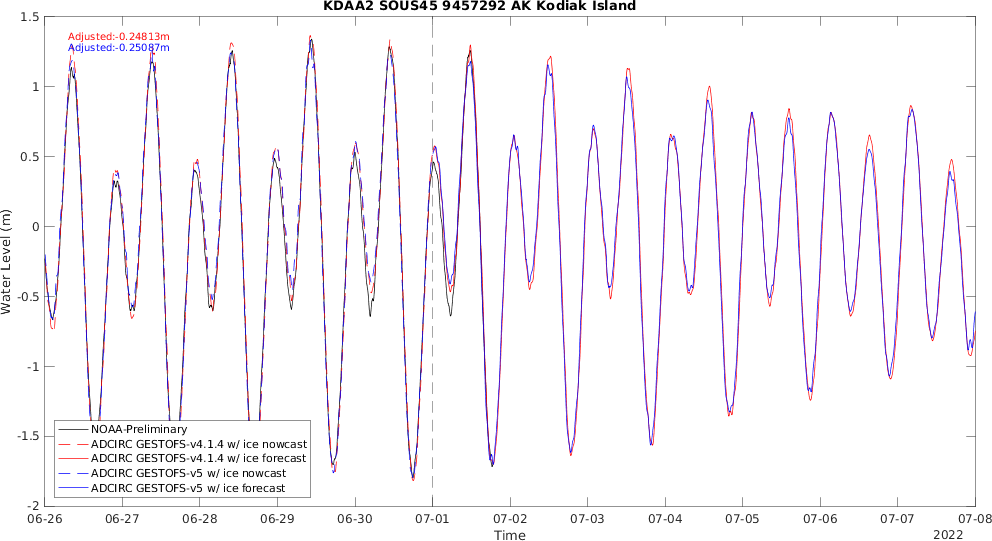 KDAA2 SOUS45 9457292 AK Kodiak Island
Adjusted:-0.24813m
Adjusted:-0.25087m
1.5
1
0.5
0
-0.5
-1
-1.5
-2
Water Level (m)
NOAA-Preliminary
ADCIRC GESTOFS-v4.1.4 w/ ice nowcast
ADCIRC GESTOFS-v4.1.4 w/ ice forecast
ADCIRC GESTOFS-v5 w/ ice nowcast
ADCIRC GESTOFS-v5 w/ ice forecast
06-26 06-27 06-28 06-29 06-30 07-01 07-02 07-03 07-04 07-05 07-06 07-07 07-08
Time
2022